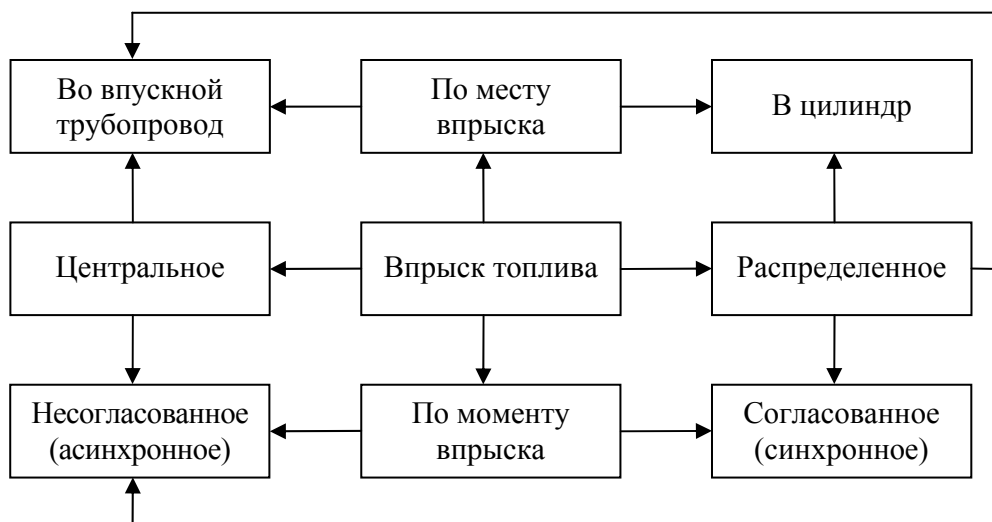 Во впускной
трубопровод
По месту
впрыска
В цилиндр
Центральное
Впрыск топлива
Распределенное
Несогласованное
(асинхронное)
По моменту
впрыска
Согласованное
(синхронное)